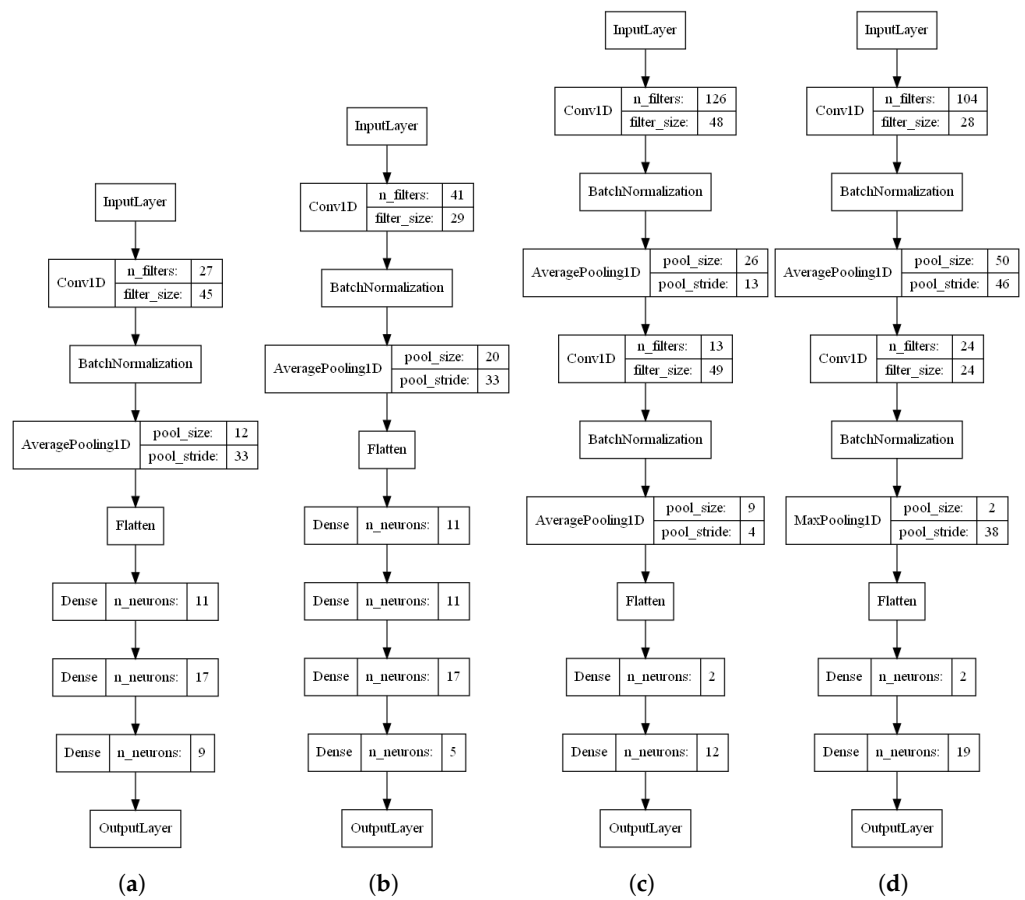 InputLayer
Conv1D
n_filters: 27
filter_size: 45
BatchNormalization
AveragePooling1D
pool_size: 12
pool_stride: 33
Flatten
Dense n_neurons: 11
Dense n_neurons: 17
Dense n_neurons: 9
OutputLayer
(a)
InputLayer
Conv1D
n_filters: 41
filter_size: 29
BatchNormalization
AveragePooling1D
pool_size: 20
pool_stride: 33
Flatten
Dense n_neurons: 11
Dense n_neurons: 11
Dense n_neurons: 17
Dense n_neurons: 5
OutputLayer
(b)
InputLayer
Conv1D
n_filters: 126
filter_size: 48
BatchNormalization
AveragePooling1D
pool_size: 26
pool_stride: 13
Conv1D
n_filters: 13
filter_size: 49
BatchNormalization
AveragePooling1D
pool_size: 9
pool_stride: 4
Flatten
Dense n_neurons: 2
Dense n_neurons: 12
OutputLayer
(c)
InputLayer
Conv1D
n_filters: 104
filter_size: 28
BatchNormalization
AveragePooling1D
pool_size: 50
pool_stride: 46
Conv1D
n_filters: 24
filter_size: 24
BatchNormalization
MaxPooling1D
pool_size: 2
pool_stride: 38
Flatten
Dense n_neurons: 2
Dense n_neurons: 19
OutputLayer
(d)